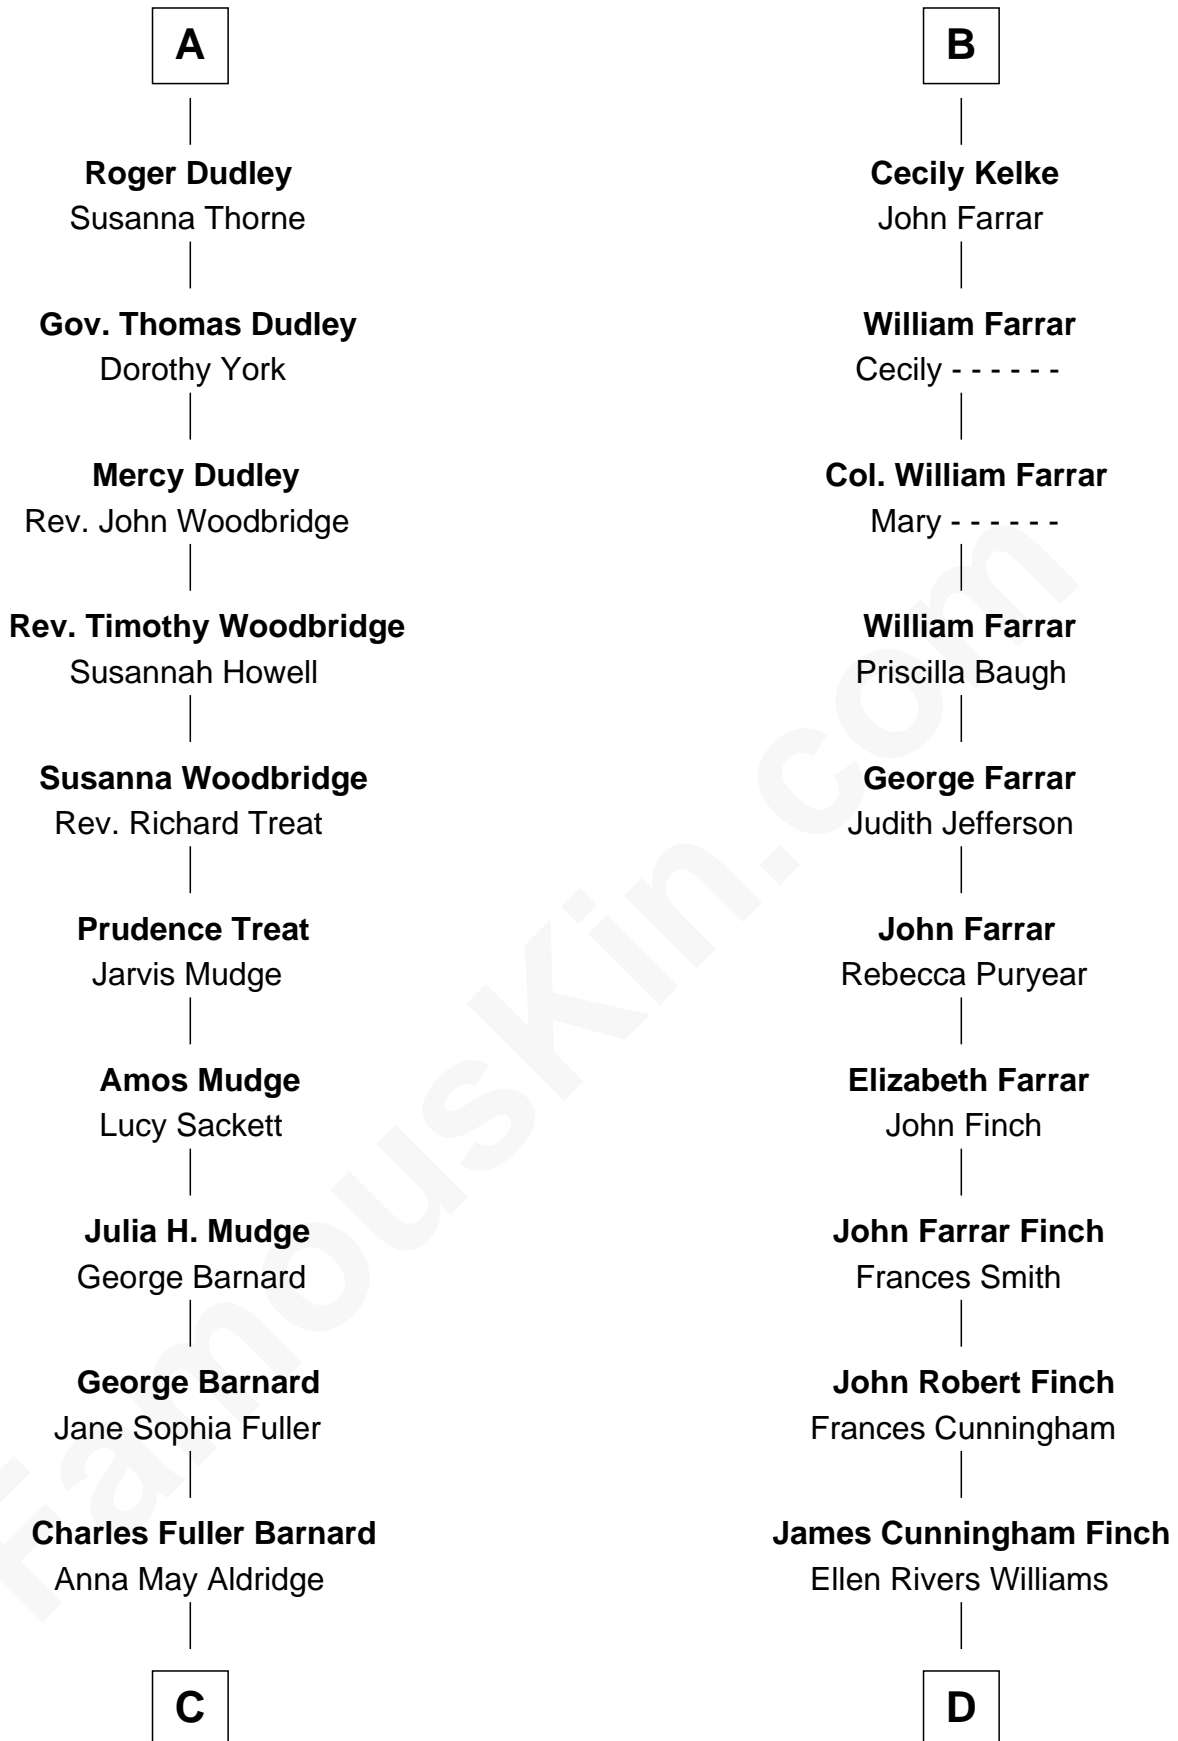 A
Roger Dudley
Susanna Thorne
Gov. Thomas Dudley
Dorothy York
Mercy Dudley
Rev. John Woodbridge
Rev. Timothy Woodbridge
Susannah Howell
Susanna Woodbridge
Rev. Richard Treat
Prudence Treat
Jarvis Mudge
Amos Mudge
Lucy Sackett
Julia H. Mudge
George Barnard
George Barnard
Jane Sophia Fuller
Charles Fuller Barnard
Anna May Aldridge
C
B
Cecily Kelke
John Farrar
William Farrar
Cecily - - - - - -
Col. William Farrar
Mary - - - - - -
William Farrar
Priscilla Baugh
George Farrar
Judith Jefferson
John Farrar
Rebecca Puryear
Elizabeth Farrar
John Finch
John Farrar Finch
Frances Smith
John Robert Finch
Frances Cunningham
James Cunningham Finch
Ellen Rivers Williams
D
FamousKin.com